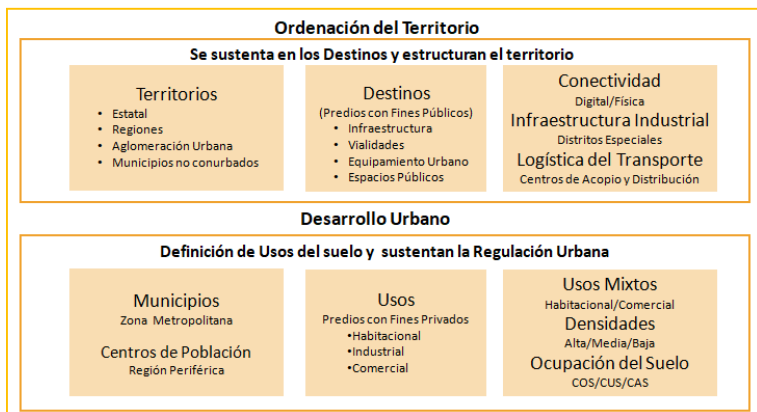 Ordenación del Territorio
Se sustenta en los Destinos y estructuran el territorio
Territorios
• Estatal
• Regiones
• Aglomeración Urbana
• Municipios no conurbados
Destinos
(Predios con Fines Públicos)
• Infraestructura
• Vialidades
• Equipamiento Urbano
• Espacios Públicos
Conectividad
Digital/Física
Infraestructura Industrial
Distritos Especiales
Logística del Transporte
Centros de Acopio y Distribución
Desarrollo Urbano
Definición de Usos del suelo y sustentan la Regulación Urbana
Municipios
Zona Metropolitana
Centros de Población
Región Periférica
Usos
Predios con Fines Privados
•Habitacional
•Industrial
•Comercial
Usos Mixtos
Habitacional/Comercial
Densidades
Alta/Media/Baja
Ocupación del Suelo
COS/CUS/CAS